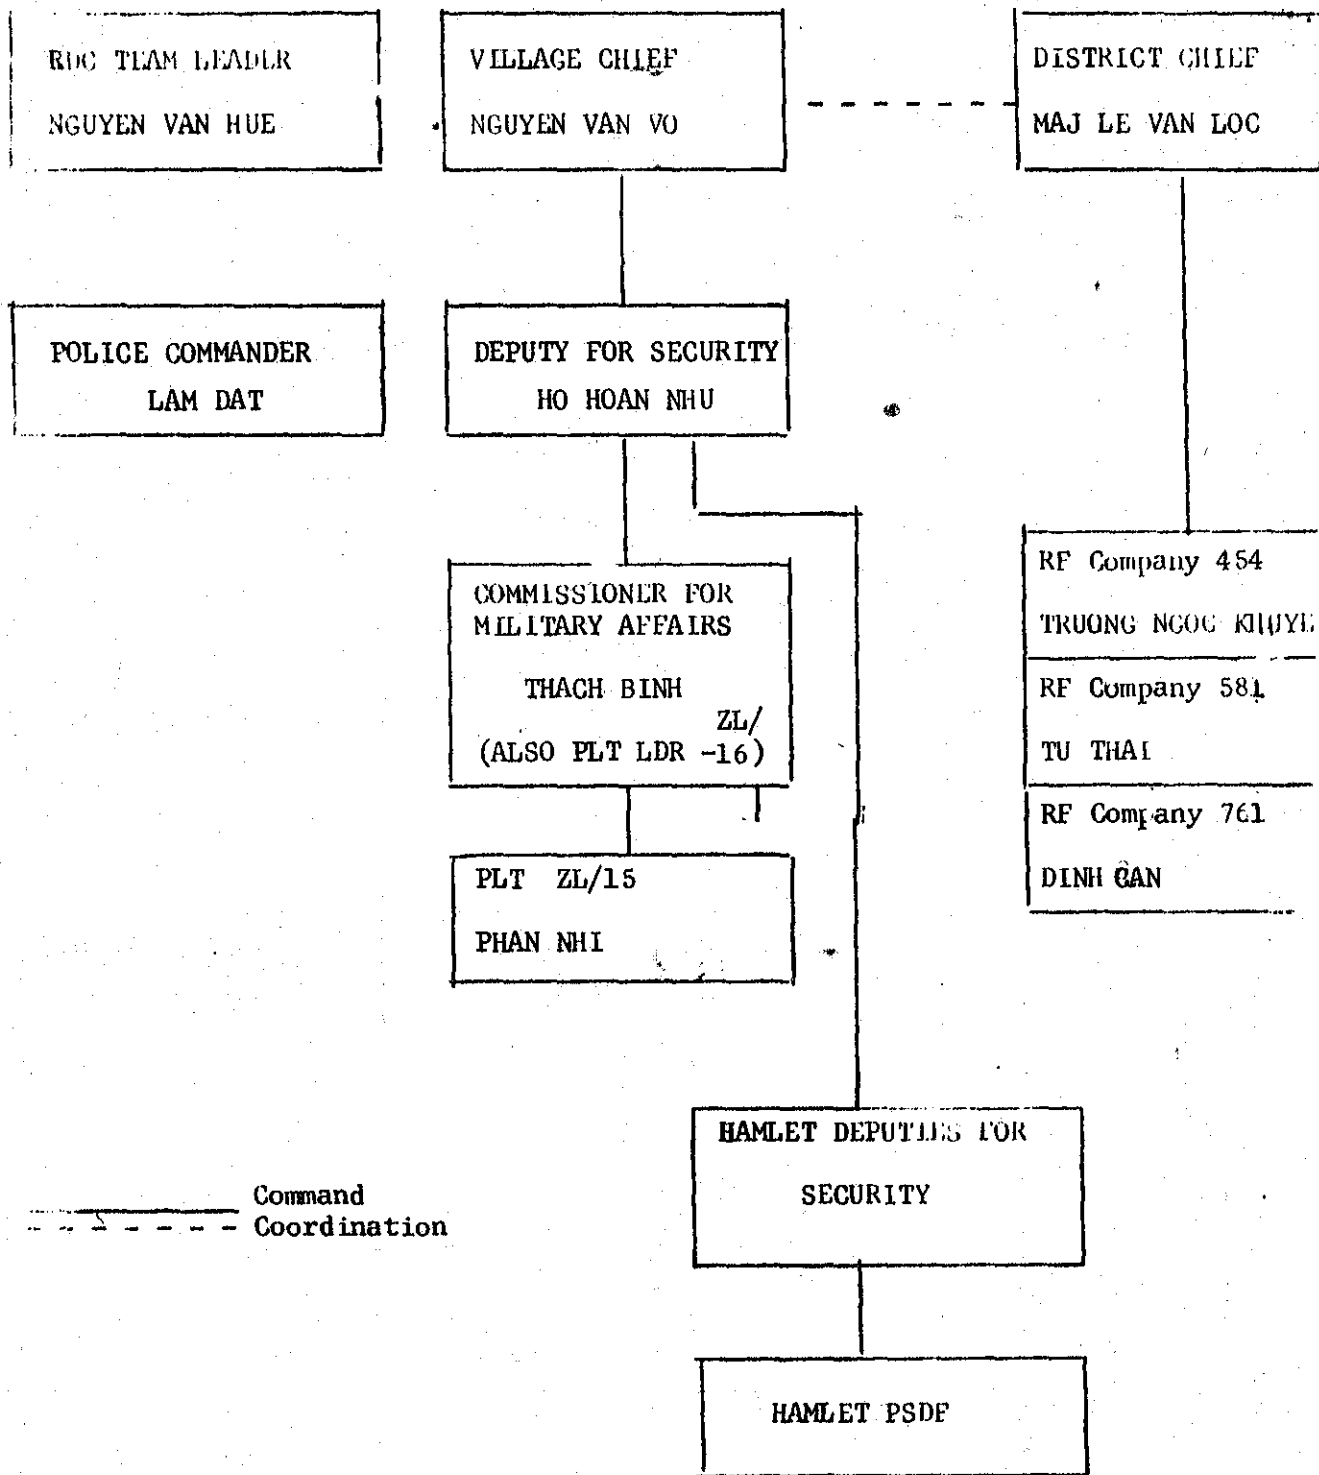 RDC TEAM LEADER
NGUYEN VAN HUE
VILLAGE CHIEF
NGUYEN VAN VO
DISTRICT CHIEF
MAJ LE VAN LOC
POLICE COMMANDER
LAM DAT
DEPUTY FOR SECURITY
HO HOAN NHU
COMMISSIONER FOR
MILITARY AFFAIRS
THACH BINH
ZL/
(ALSO PLT LDR -16)
RF Company 454
TRUONG NGOC
RF Company 581
TU THAI
RF Company 761
DINH CAN
PLT ZL/15
PHAN NHI
HAMLET DEPUTIES FOR
SECURITY
Command
Coordination
HAMLET PSDF